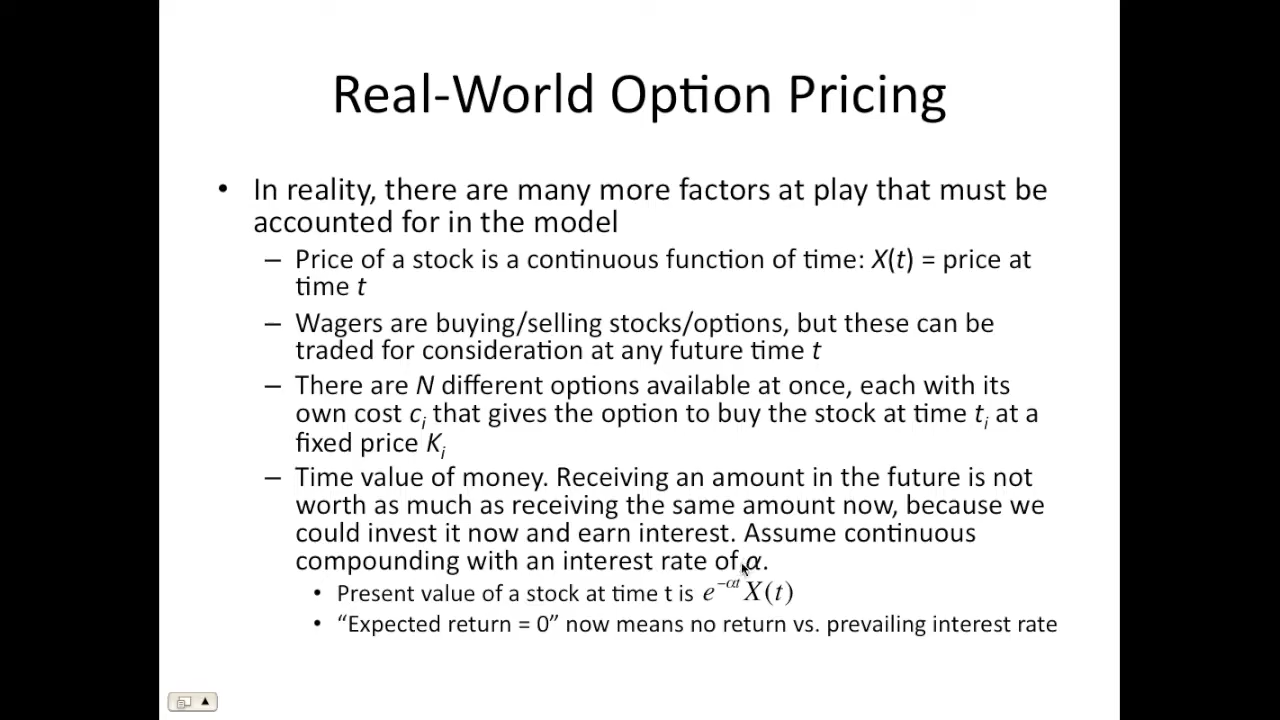 Real-World Option Pricing
• In reality, there are many more factors at play that must be
accounted for in the model
– Price of a stock is a continuous function of time: X(t) = price at
time t
– Wagers are buying/selling stocks/options, but these can be
traded for consideration at any future time t
– There are N different options available at once, each with its
own cost cᵢ that gives the option to buy the stock at time tᵢ at a
fixed price Kᵢ
– Time value of money. Receiving an amount in the future is not
worth as much as receiving the same amount now, because we
could invest it now and earn interest. Assume continuous
compounding with an interest rate of α.
• Present value of a stock at time t is e^{−αt} X(t)
• “Expected return = 0” now means no return vs. prevailing interest rate